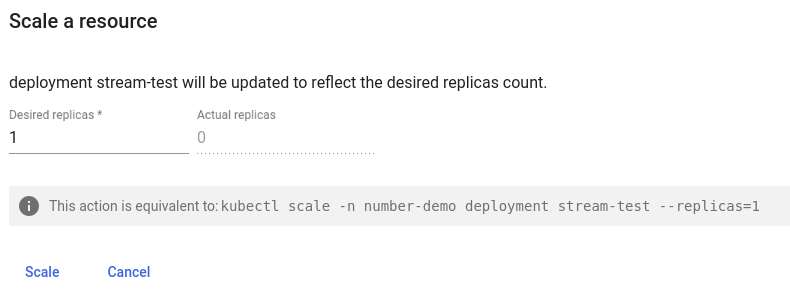 Scale a resource
deployment stream-test will be updated to reflect the desired replicas count.
Desired replicas * Actual replicas
1 0
This action is equivalent to: kubectl scale -n number-demo deployment stream-test --replicas=1
Scale Cancel